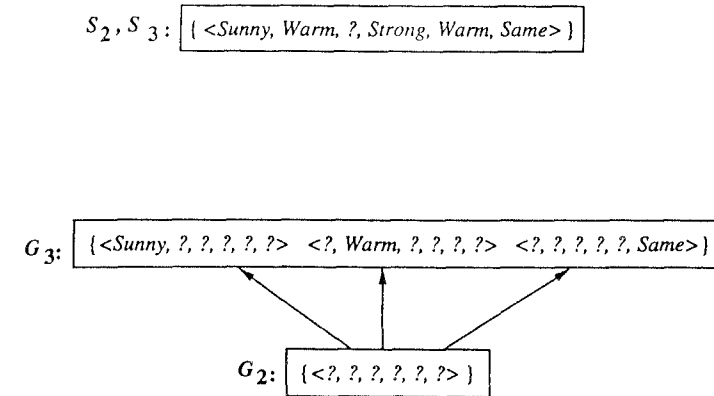 S2, S3: { <Sunny, Warm, ?, Strong, Warm, Same> }
G3: {<Sunny, ?, ?, ?, ?, ?> <?, Warm, ?, ?, ?, ?> <?, ?, ?, ?, ?, Same>}
G2: {<?, ?, ?, ?, ?, ?> }